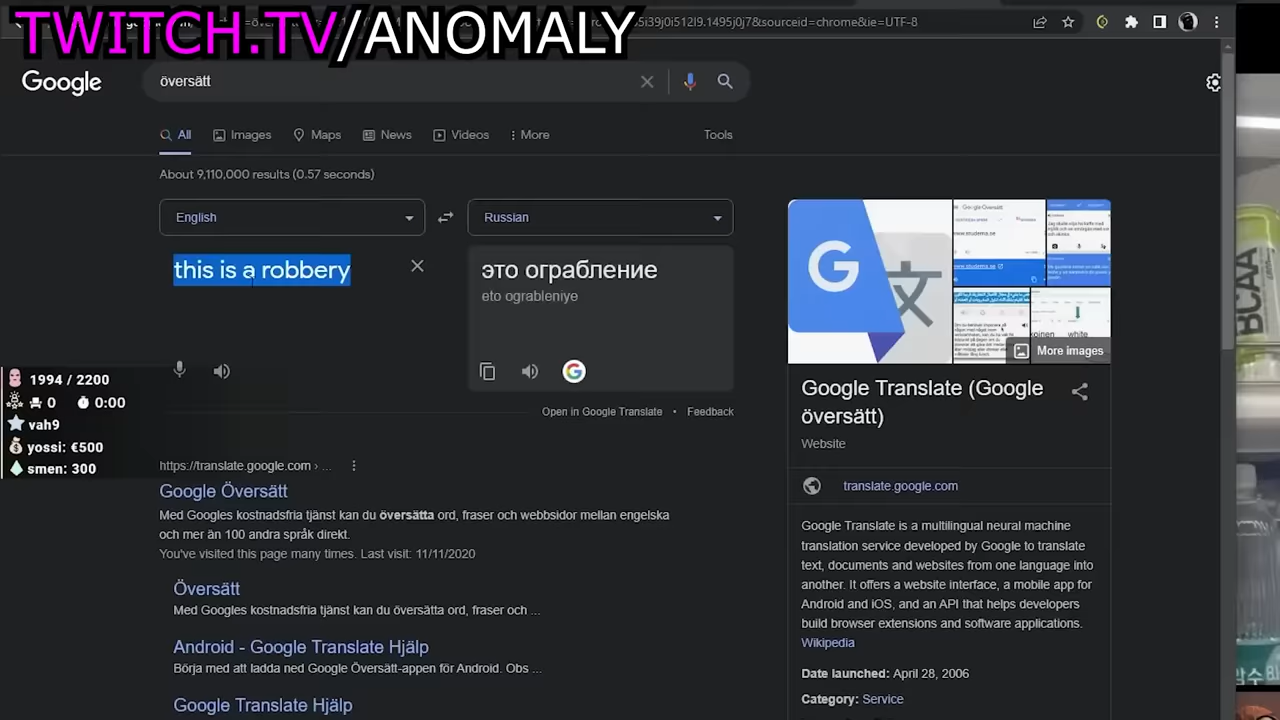 TWITCH.TV/ANOMALY
5i39j0i512l9.1495j0j7&sourceid=chrome&ie=UTF-8
Google
översätt
All
Images
Maps
News
Videos
More
Tools
About 9,110,000 results (0.57 seconds)
English
Russian
this is a robbery
это ограбление
eto ogrableniye
Open in Google Translate • Feedback
1994 / 2200
0 0:00
vah9
yossi: €500
smen: 300
https://translate.google.com › ...
Google Översätt
Med Googles kostnadsfria tjänst kan du översätta ord, fraser och webbsidor mellan engelska
och mer än 100 andra språk direkt.
You've visited this page many times. Last visit: 11/11/2020
Översätt
Med Googles kostnadsfria tjänst kan du översätta ord, fraser och ...
Android - Google Translate Hjälp
Börja med att ladda ned Google Översätt-appen för Android. Obs ...
Google Translate Hjälp
More images
Google Translate (Google
översätt)
Website
translate.google.com
Google Translate is a multilingual neural machine
translation service developed by Google to translate
text, documents and websites from one language into
another. It offers a website interface, a mobile app for
Android and iOS, and an API that helps developers
build browser extensions and software applications.
Wikipedia
Date launched: April 28, 2006
Category: Service
BCAA